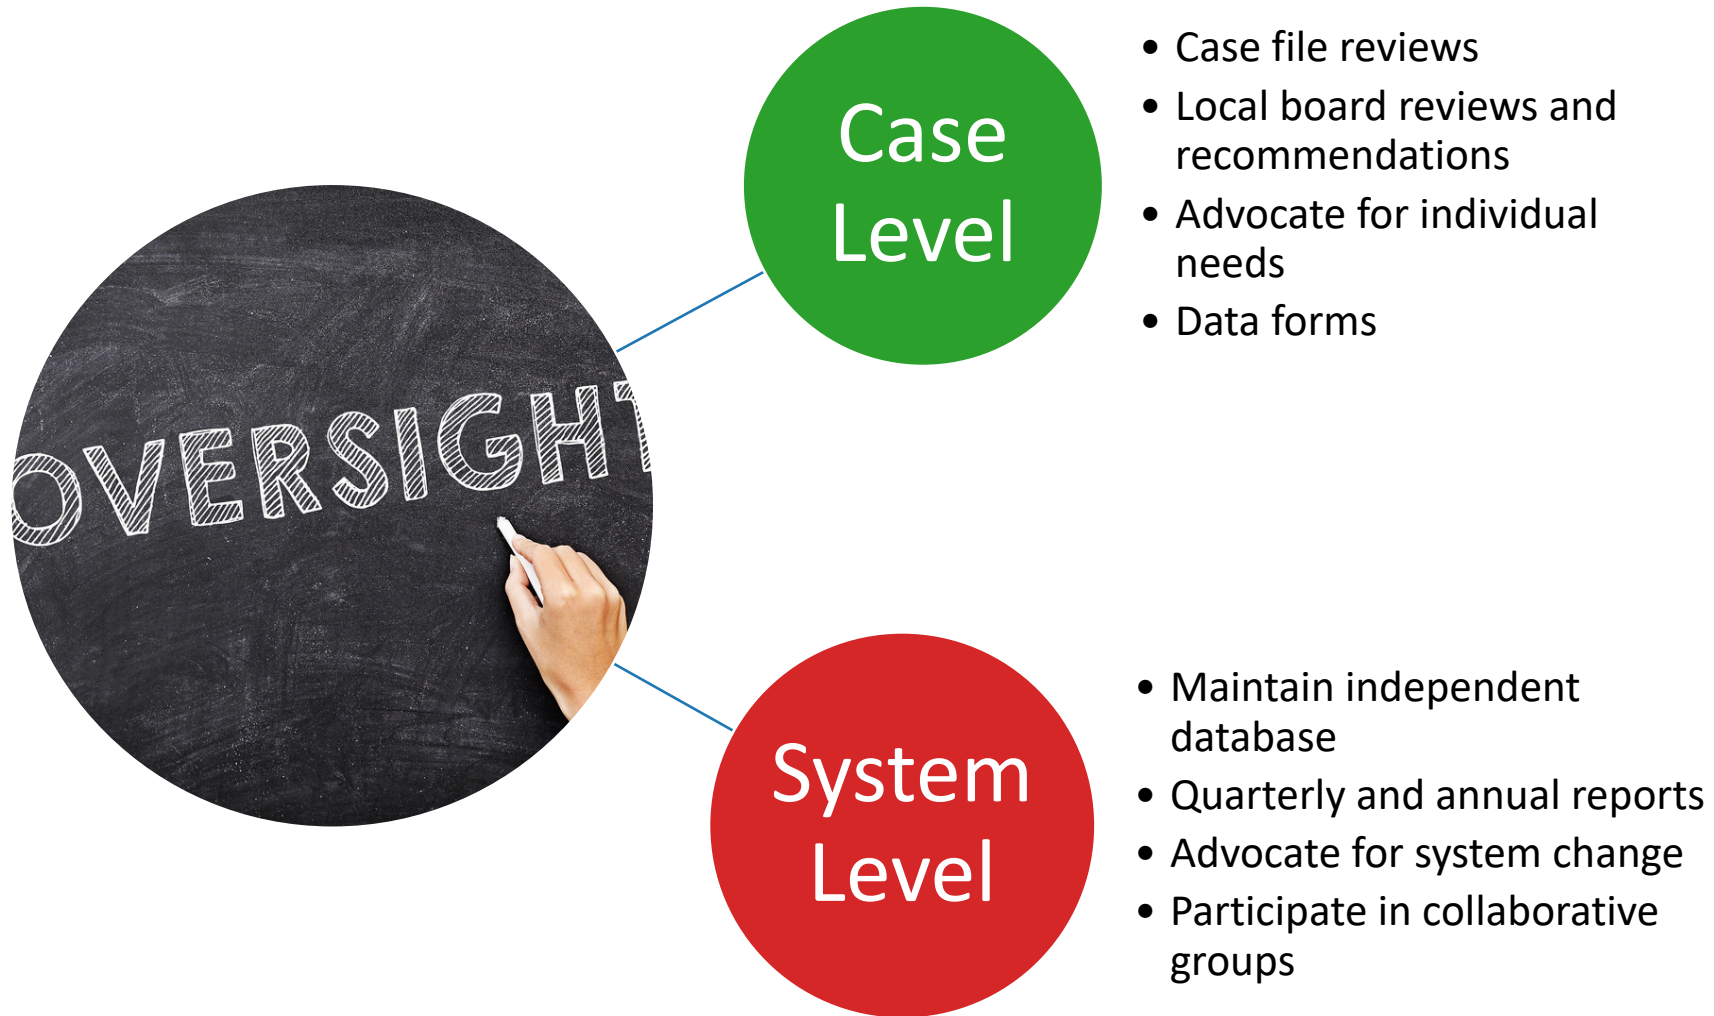 OVERSIGHT
Case
Level
• Case file reviews
• Local board reviews and
recommendations
• Advocate for individual
needs
• Data forms
System
Level
• Maintain independent
database
• Quarterly and annual reports
• Advocate for system change
• Participate in collaborative
groups